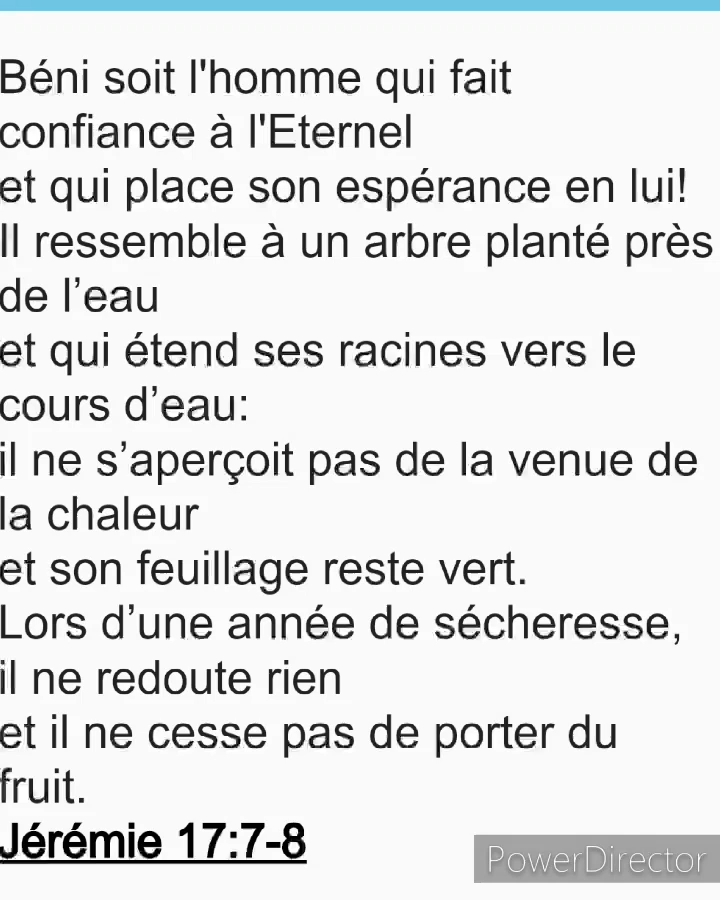 Béni soit l'homme qui fait
confiance à l'Eternel
et qui place son espérance en lui!
Il ressemble à un arbre planté près
de l’eau
et qui étend ses racines vers le
cours d’eau:
il ne s’aperçoit pas de la venue de
la chaleur
et son feuillage reste vert.
Lors d’une année de sécheresse,
il ne redoute rien
et il ne cesse pas de porter du
fruit.
Jérémie 17:7-8
PowerDirector